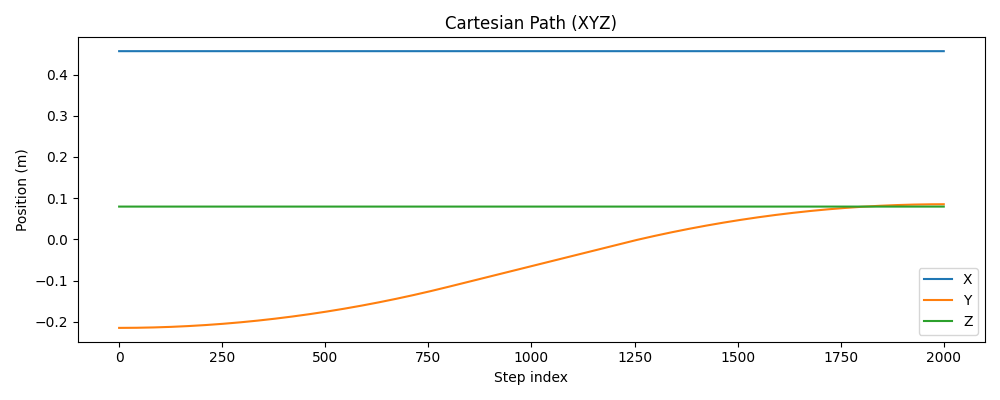 Cartesian Path (XYZ)
Position (m)
0.4
0.3
0.2
0.1
0.0
−0.1
−0.2
X
Y
Z
0 250 500 750 1000 1250 1500 1750 2000
Step index